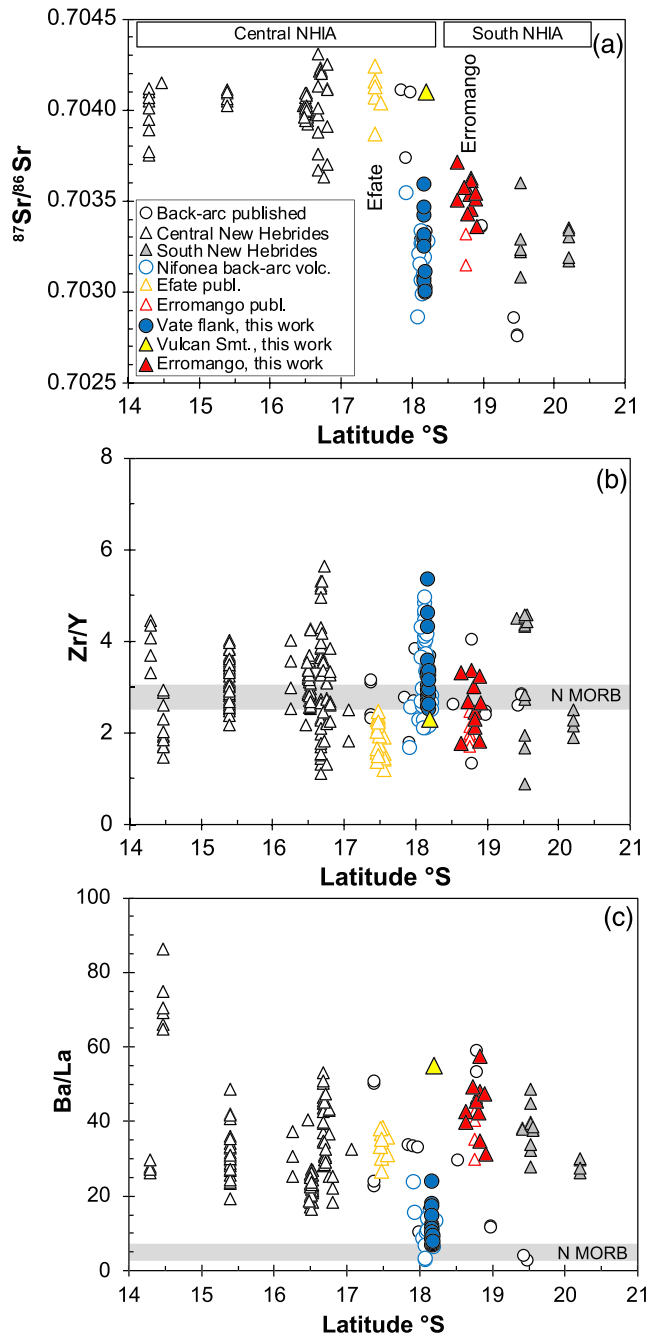 Central NHIA
South NHIA
(a)
0.7045
0.7040
0.7035
0.7030
0.7025
87Sr/86Sr
Efate
Erromango
Back-arc published
Central New Hebrides
South New Hebrides
Nifonea back-arc volc.
Efate publ.
Erromango publ.
Vate flank, this work
Vulcan Smt., this work
Erromango, this work
14 15 16 17 18 19 20 21
Latitude °S
(b)
8
6
4
2
0
Zr/Y
N MORB
14 15 16 17 18 19 20 21
Latitude °S
(c)
100
80
60
40
20
0
Ba/La
N MORB
14 15 16 17 18 19 20 21
Latitude °S